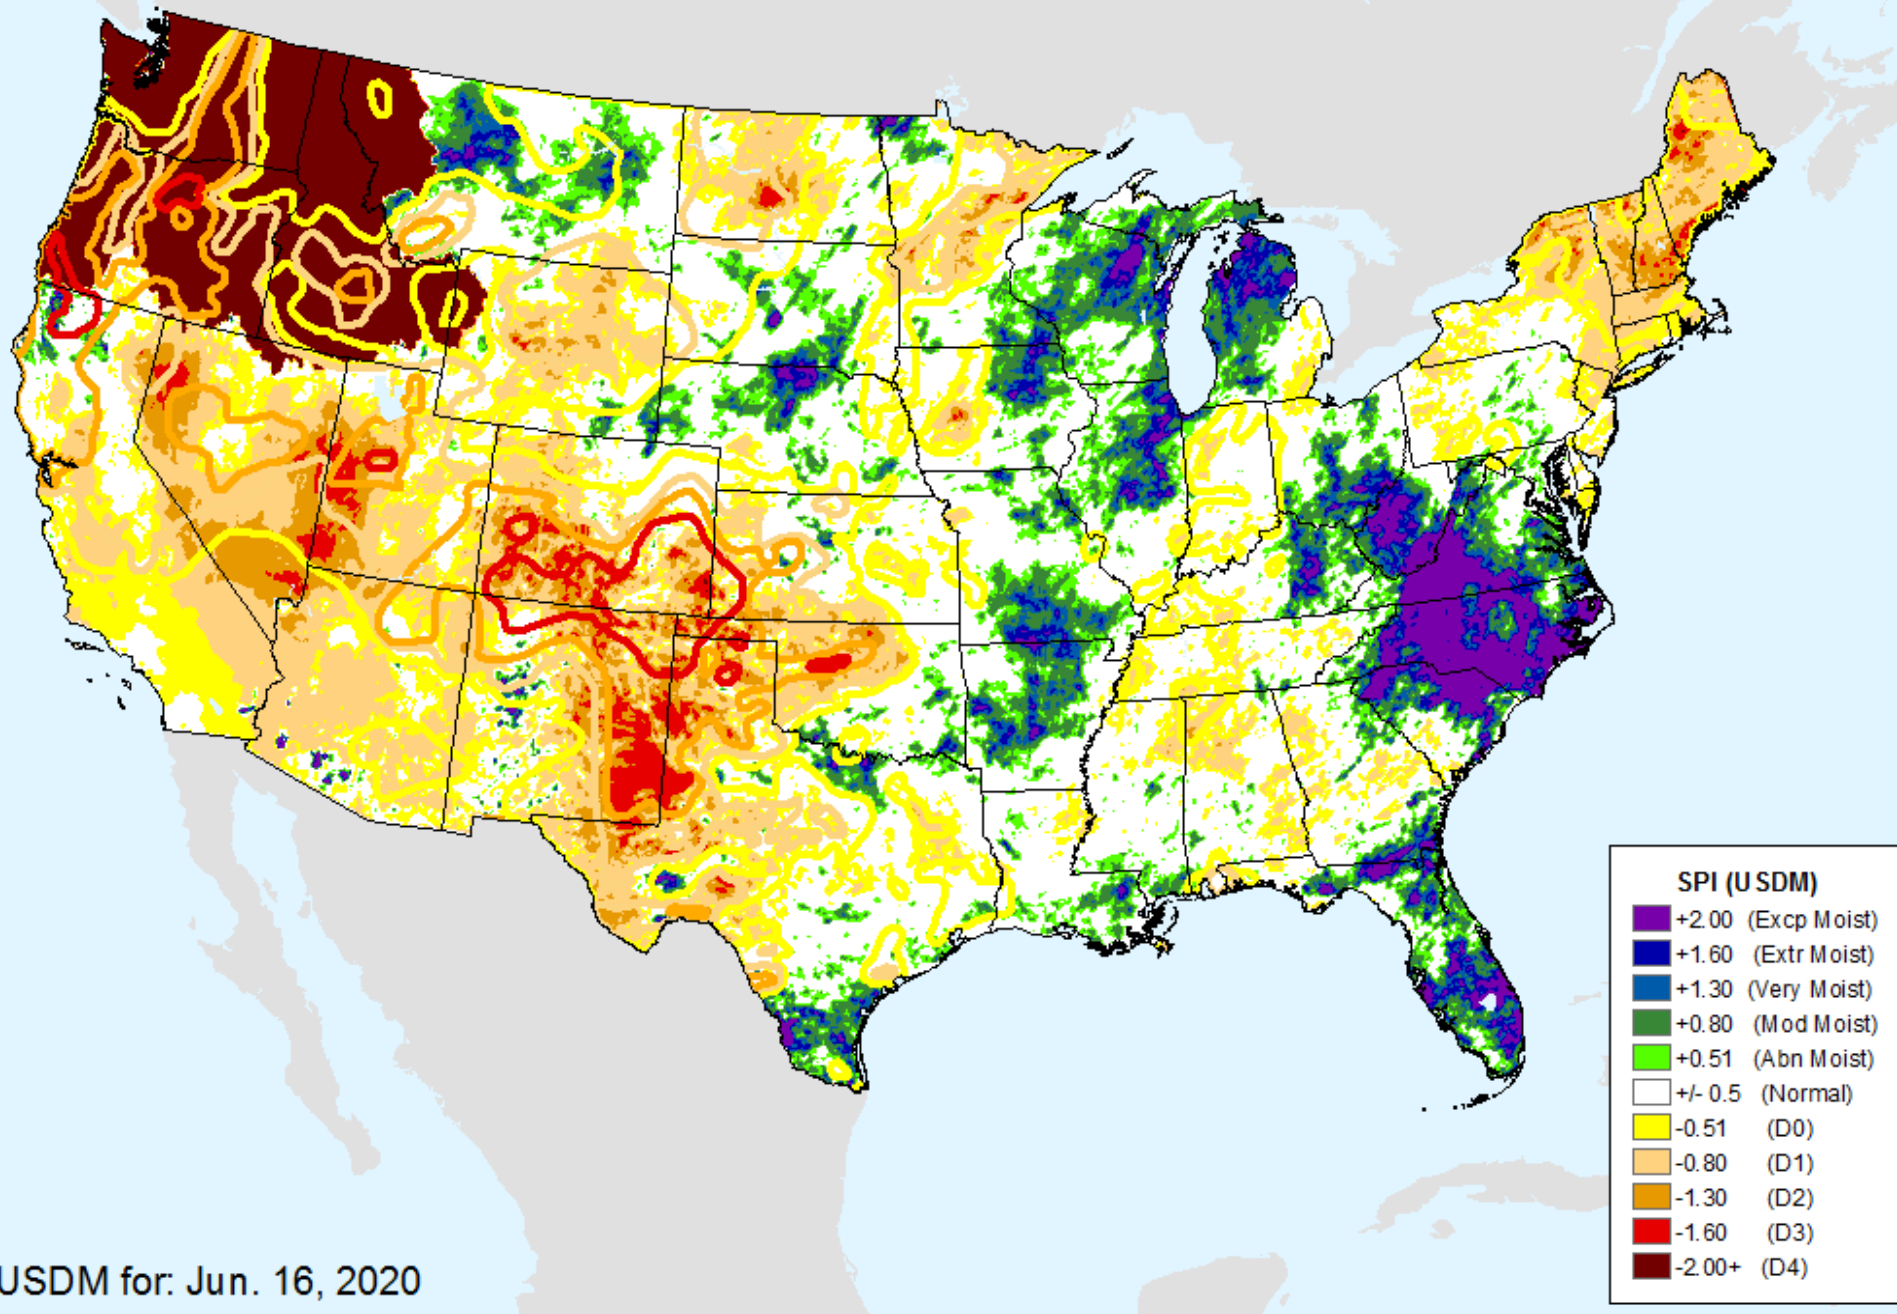 SPI (USDM)
+2.00 (Excp Moist)
+1.60 (Extr Moist)
+1.30 (Very Moist)
+0.80 (Mod Moist)
+0.51 (Abn Moist)
+/- 0.5 (Normal)
-0.51 (D0)
-0.80 (D1)
-1.30 (D2)
-1.60 (D3)
-2.00+ (D4)
USDM for: Jun. 16, 2020